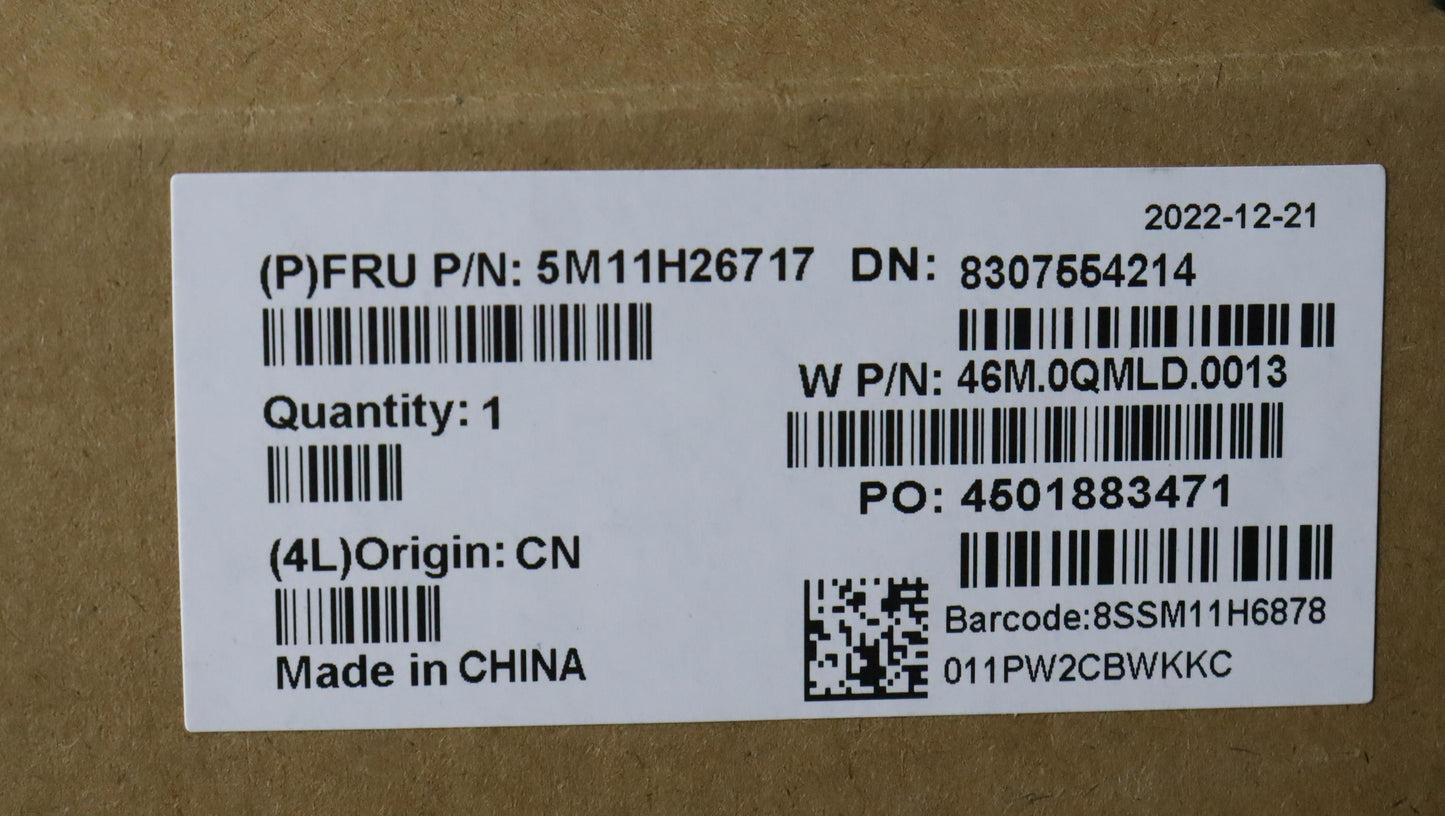 2022-12-21
(P)FRU P/N: 5M11H26717 DN: 8307554214
W P/N: 46M.0QMLD.0013
Quantity: 1
PO: 4501883471
(4L)Origin: CN
Barcode:8SSM11H6878
011PW2CBWKKC
Made in CHINA